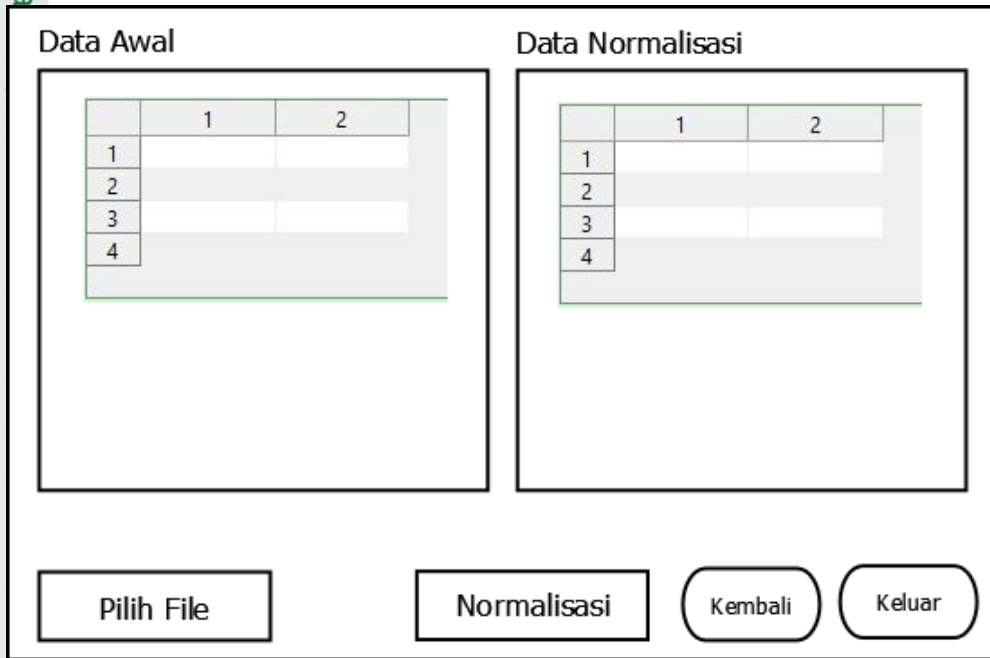 Data Awal
Data Normalisasi
1 2
1
2
3
4
1 2
1
2
3
4
Pilih File
Normalisasi
Kembali
Keluar